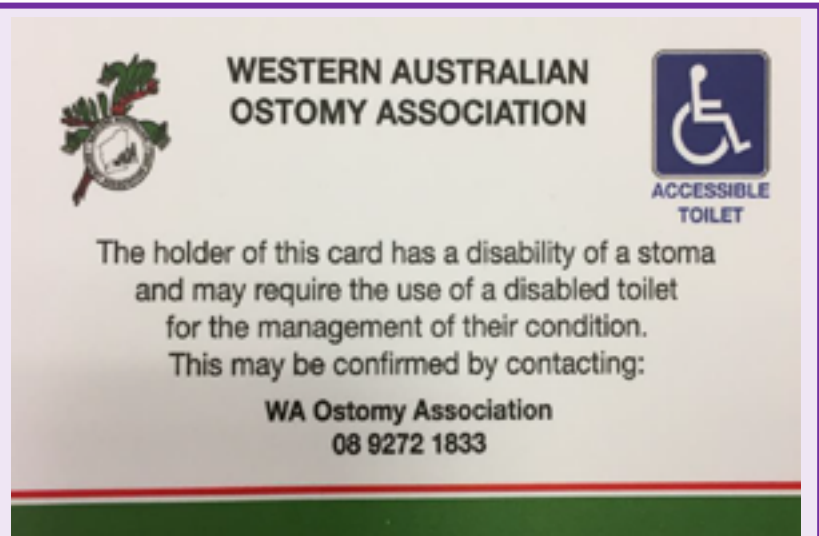 WESTERN AUSTRALIAN
OSTOMY ASSOCIATION
ACCESSIBLE
TOILET
The holder of this card has a disability of a stoma
and may require the use of a disabled toilet
for the management of their condition.
This may be confirmed by contacting:
WA Ostomy Association
08 9272 1833